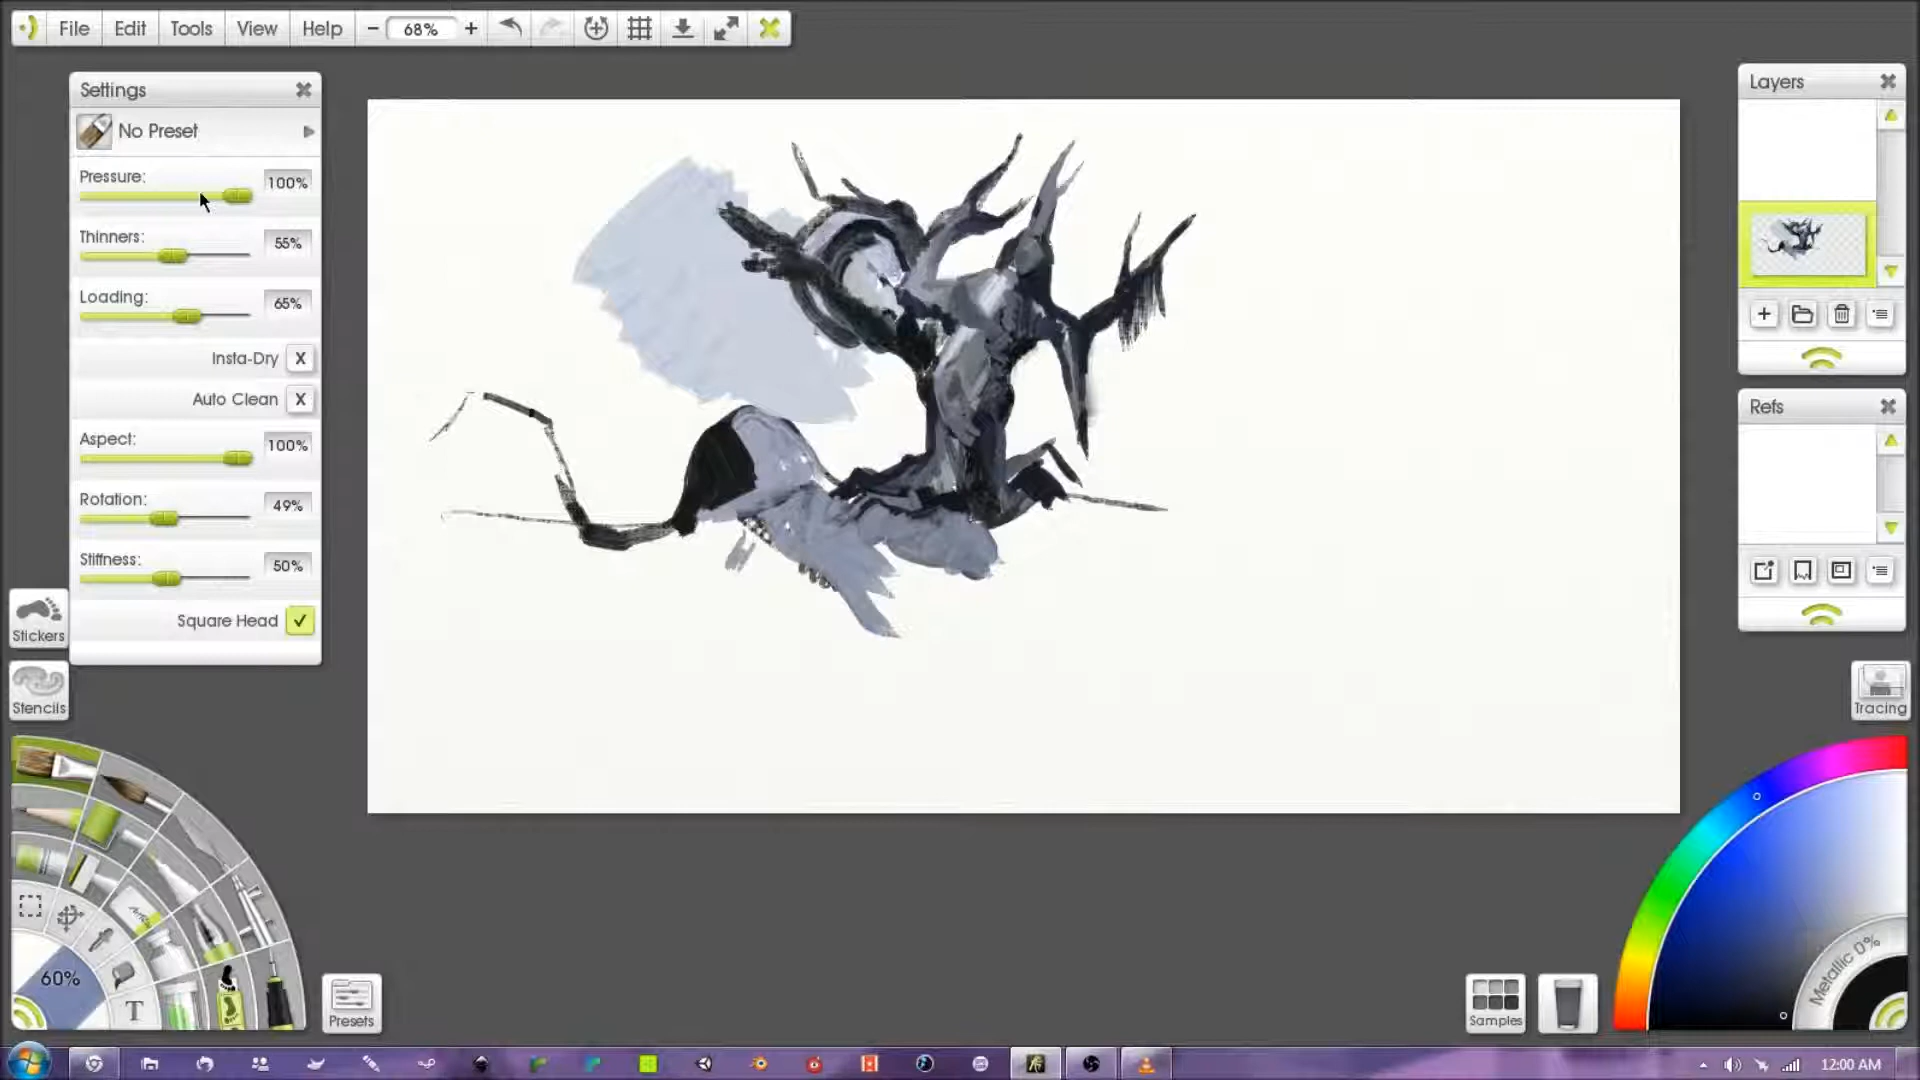 File Edit Tools View Help − 68% +
Settings
No Preset
Pressure: 100%
Thinners: 55%
Loading: 65%
Insta-Dry X
Auto Clean X
Aspect: 100%
Rotation: 49%
Stiffness: 50%
Square Head
Stickers
Stencils
60%
T
Presets
Layers
Refs
Tracing
Metallic 0%
Samples
12:00 AM